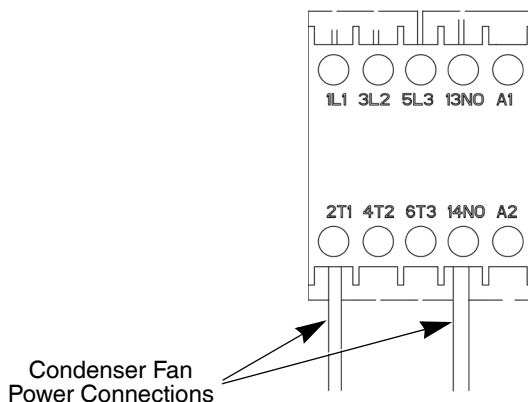 1L1 3L2 5L3 13NO A1
2T1 4T2 6T3 14NO A2
Condenser Fan
Power Connections